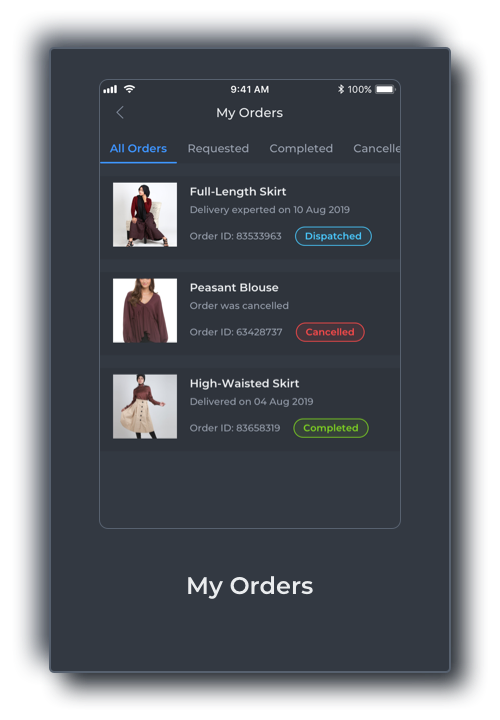 9:41 AM 100%
My Orders
All Orders Requested Completed Cancelle
Full-Length Skirt
Delivery experted on 10 Aug 2019
Order ID: 83533963 Dispatched
Peasant Blouse
Order was cancelled
Order ID: 63428737 Cancelled
High-Waisted Skirt
Delivered on 04 Aug 2019
Order ID: 83658319 Completed
My Orders